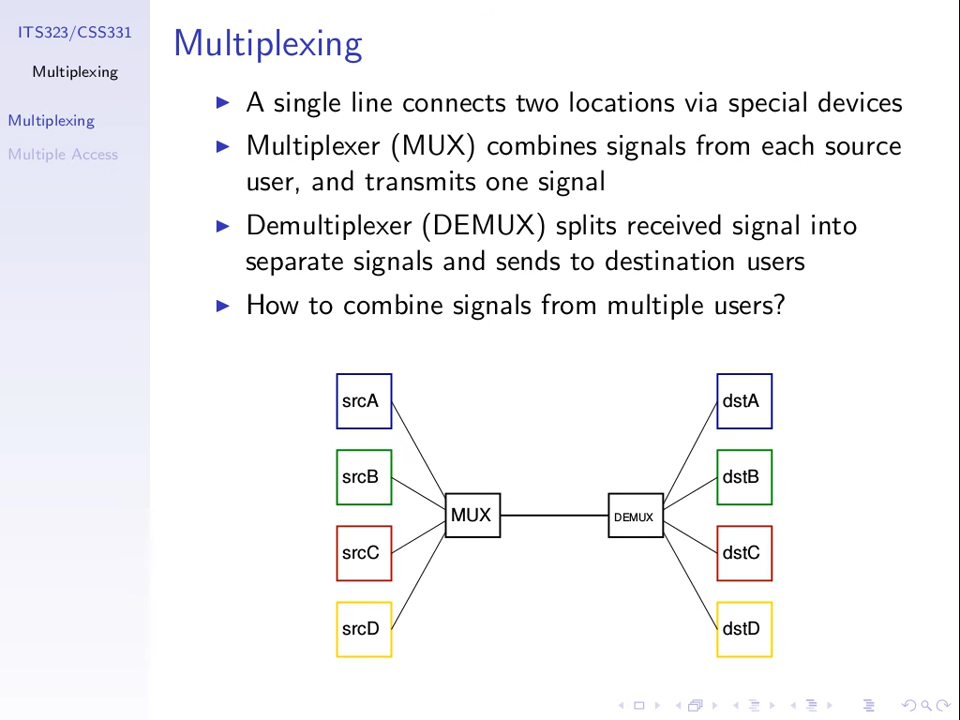 ITS323/CSS331
Multiplexing
Multiplexing
Multiple Access
Multiplexing
A single line connects two locations via special devices
Multiplexer (MUX) combines signals from each source
user, and transmits one signal
Demultiplexer (DEMUX) splits received signal into
separate signals and sends to destination users
How to combine signals from multiple users?
srcA
dstA
srcB
dstB
MUX
DEMUX
srcC
dstC
srcD
dstD